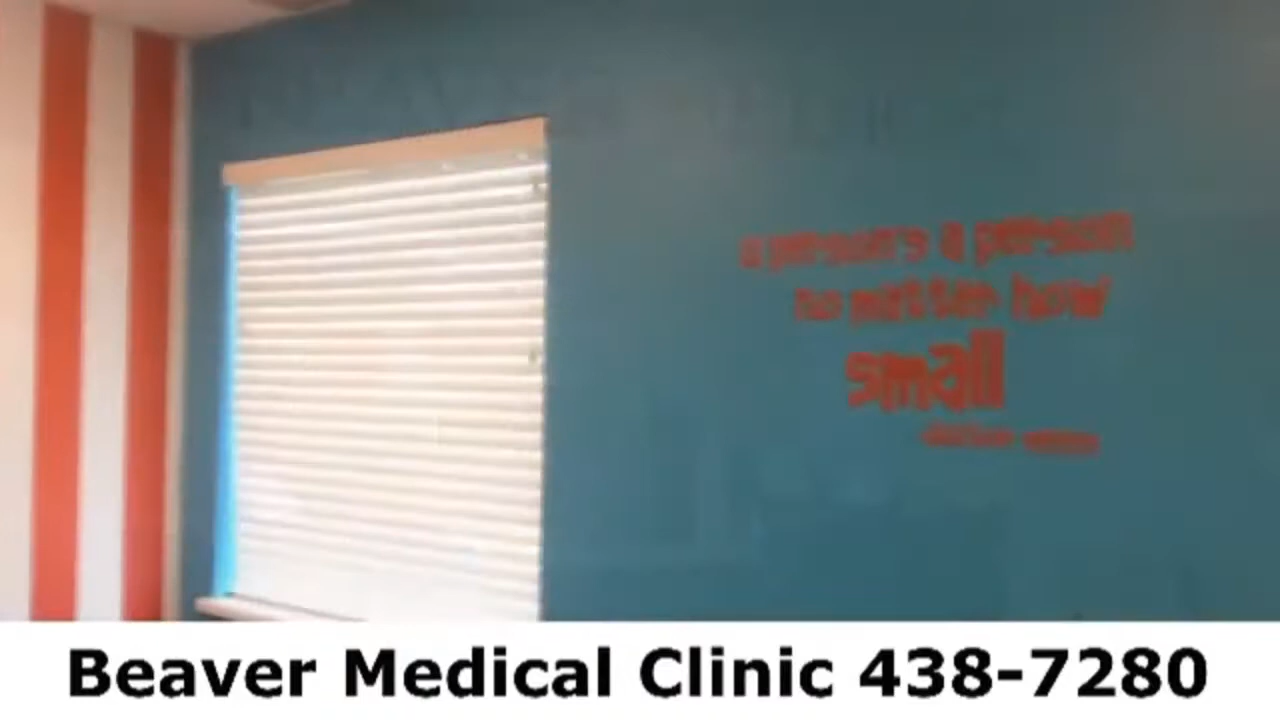 a person's a person
no matter how
small
Beaver Medical Clinic 438-7280